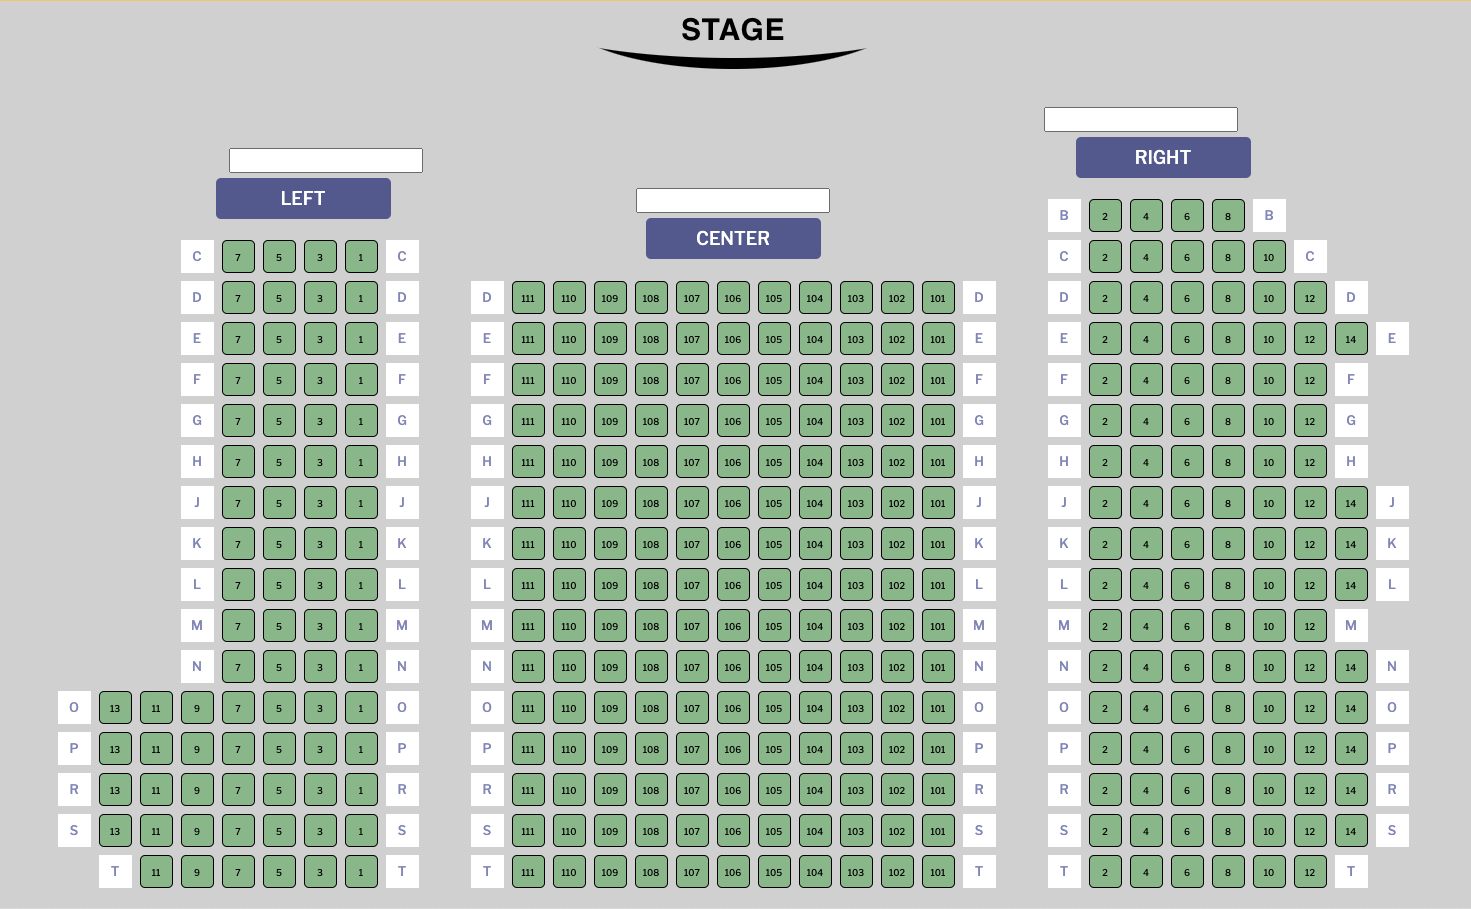 STAGE
RIGHT
LEFT
B 2 4 6 8 B
CENTER
C 7 5 3 1 C C 2 4 6 8 10 C
D 7 5 3 1 D D 111 110 109 108 107 106 105 104 103 102 101 D D 2 4 6 8 10 12 D
E 7 5 3 1 E E 111 110 109 108 107 106 105 104 103 102 101 E E 2 4 6 8 10 12 14 E
F 7 5 3 1 F F 111 110 109 108 107 106 105 104 103 102 101 F F 2 4 6 8 10 12 F
G 7 5 3 1 G G 111 110 109 108 107 106 105 104 103 102 101 G G 2 4 6 8 10 12 G
H 7 5 3 1 H H 111 110 109 108 107 106 105 104 103 102 101 H H 2 4 6 8 10 12 H
J 7 5 3 1 J J 111 110 109 108 107 106 105 104 103 102 101 J J 2 4 6 8 10 12 14 J
K 7 5 3 1 K K 111 110 109 108 107 106 105 104 103 102 101 K K 2 4 6 8 10 12 14 K
L 7 5 3 1 L L 111 110 109 108 107 106 105 104 103 102 101 L L 2 4 6 8 10 12 14 L
M 7 5 3 1 M M 111 110 109 108 107 106 105 104 103 102 101 M M 2 4 6 8 10 12 M
N 7 5 3 1 N N 111 110 109 108 107 106 105 104 103 102 101 N N 2 4 6 8 10 12 14 N
O 13 11 9 7 5 3 1 O O 111 110 109 108 107 106 105 104 103 102 101 O O 2 4 6 8 10 12 14 O
P 13 11 9 7 5 3 1 P P 111 110 109 108 107 106 105 104 103 102 101 P P 2 4 6 8 10 12 14 P
R 13 11 9 7 5 3 1 R R 111 110 109 108 107 106 105 104 103 102 101 R R 2 4 6 8 10 12 14 R
S 13 11 9 7 5 3 1 S S 111 110 109 108 107 106 105 104 103 102 101 S S 2 4 6 8 10 12 14 S
T 11 9 7 5 3 1 T T 111 110 109 108 107 106 105 104 103 102 101 T T 2 4 6 8 10 12 T